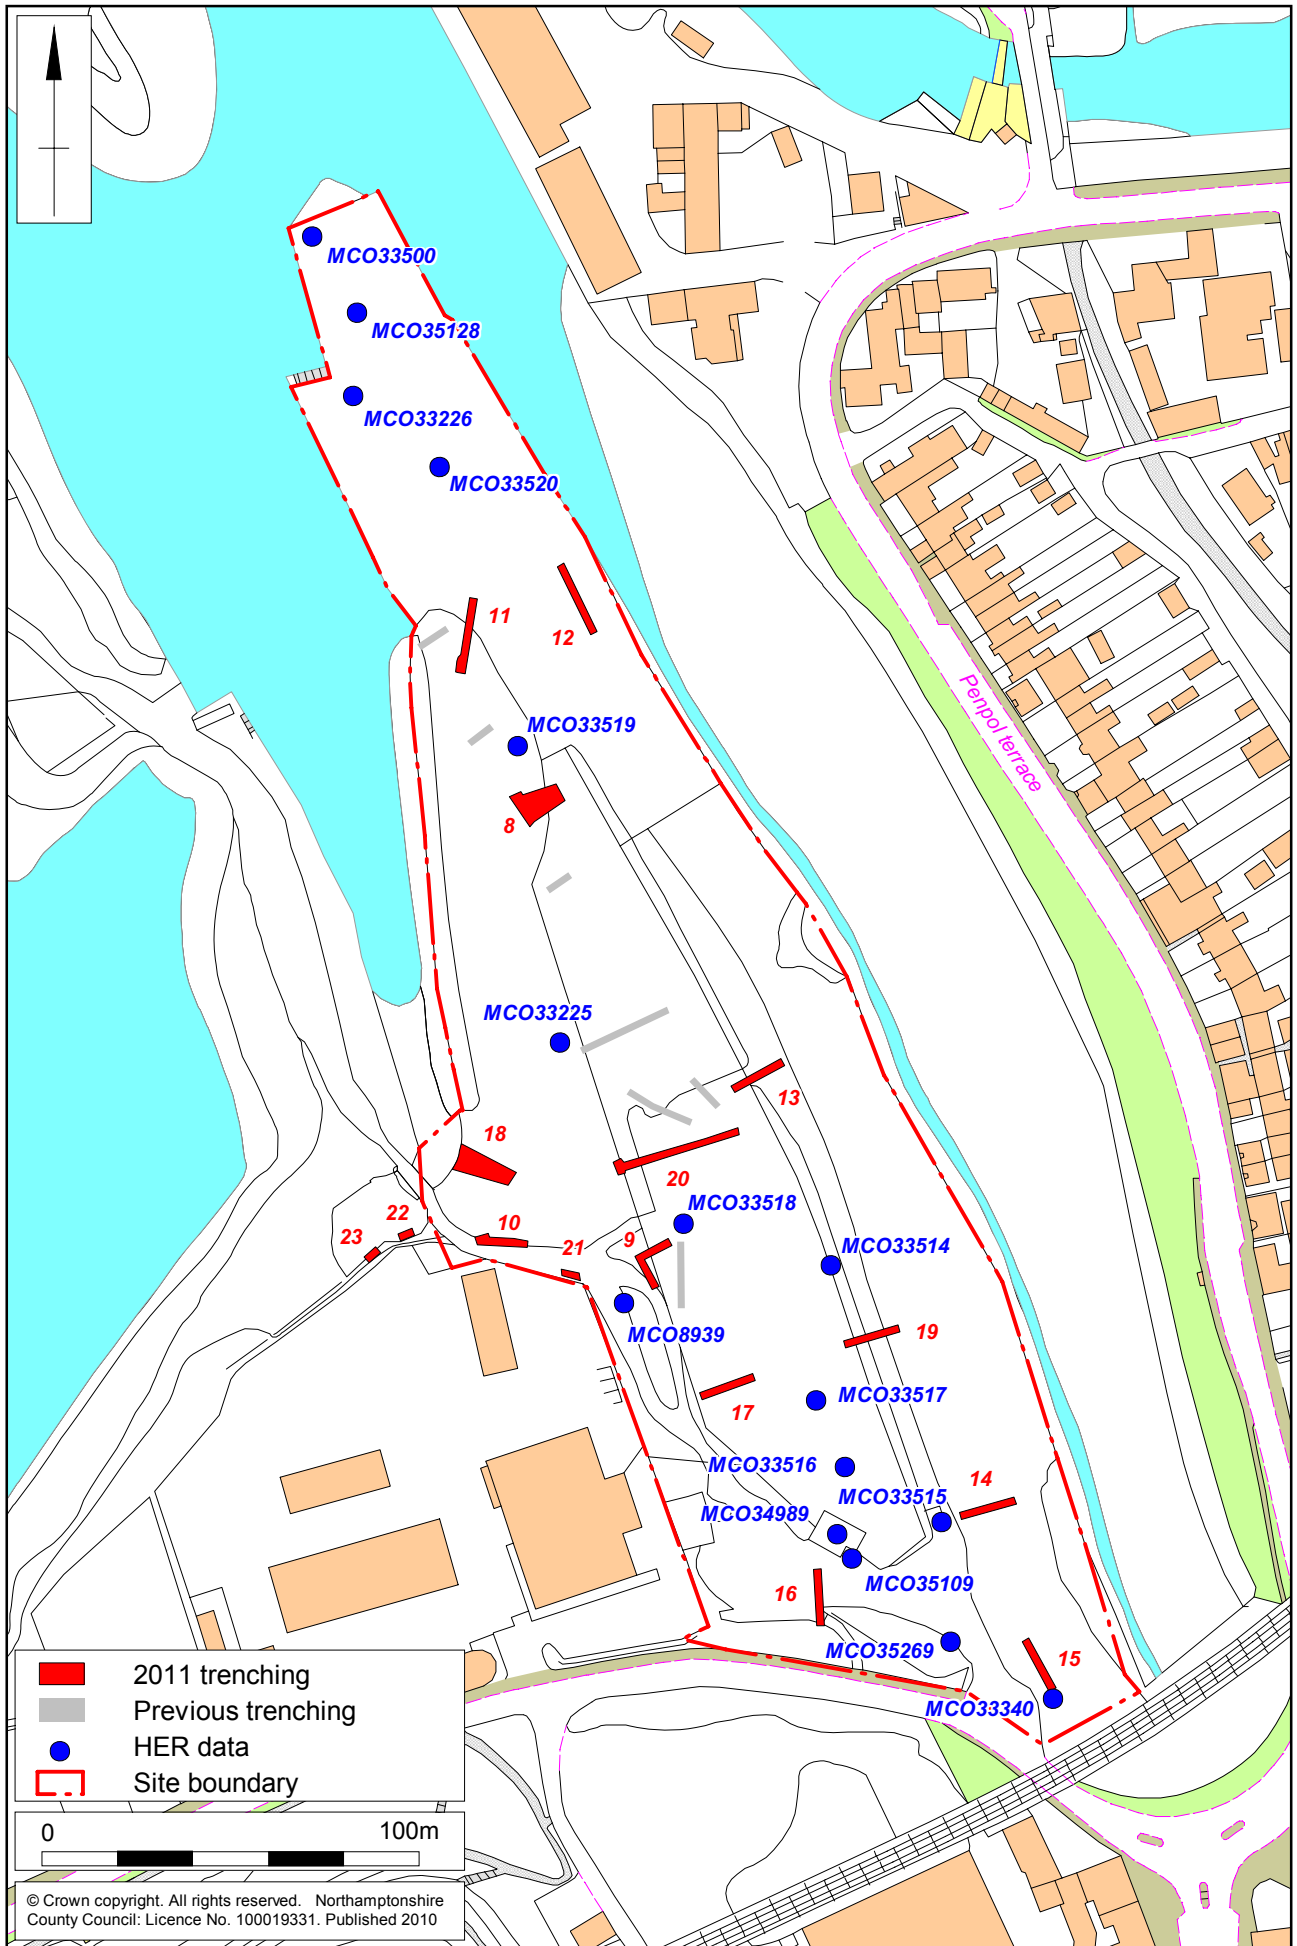 MCO33500
MCO35128
MCO33226
MCO33520
11
12
Penpol terrace
MCO33519
8
MCO33225
13
18
20
22
23
10
21
9
MCO33518
MCO33514
MCO8939
19
MCO33517
17
MCO33516
14
MCO33515
MCO34989
MCO35109
16
MCO35269
15
MCO33340
2011 trenching
Previous trenching
HER data
Site boundary
0 100m
© Crown copyright. All rights reserved. Northamptonshire
County Council: Licence No. 100019331. Published 2010